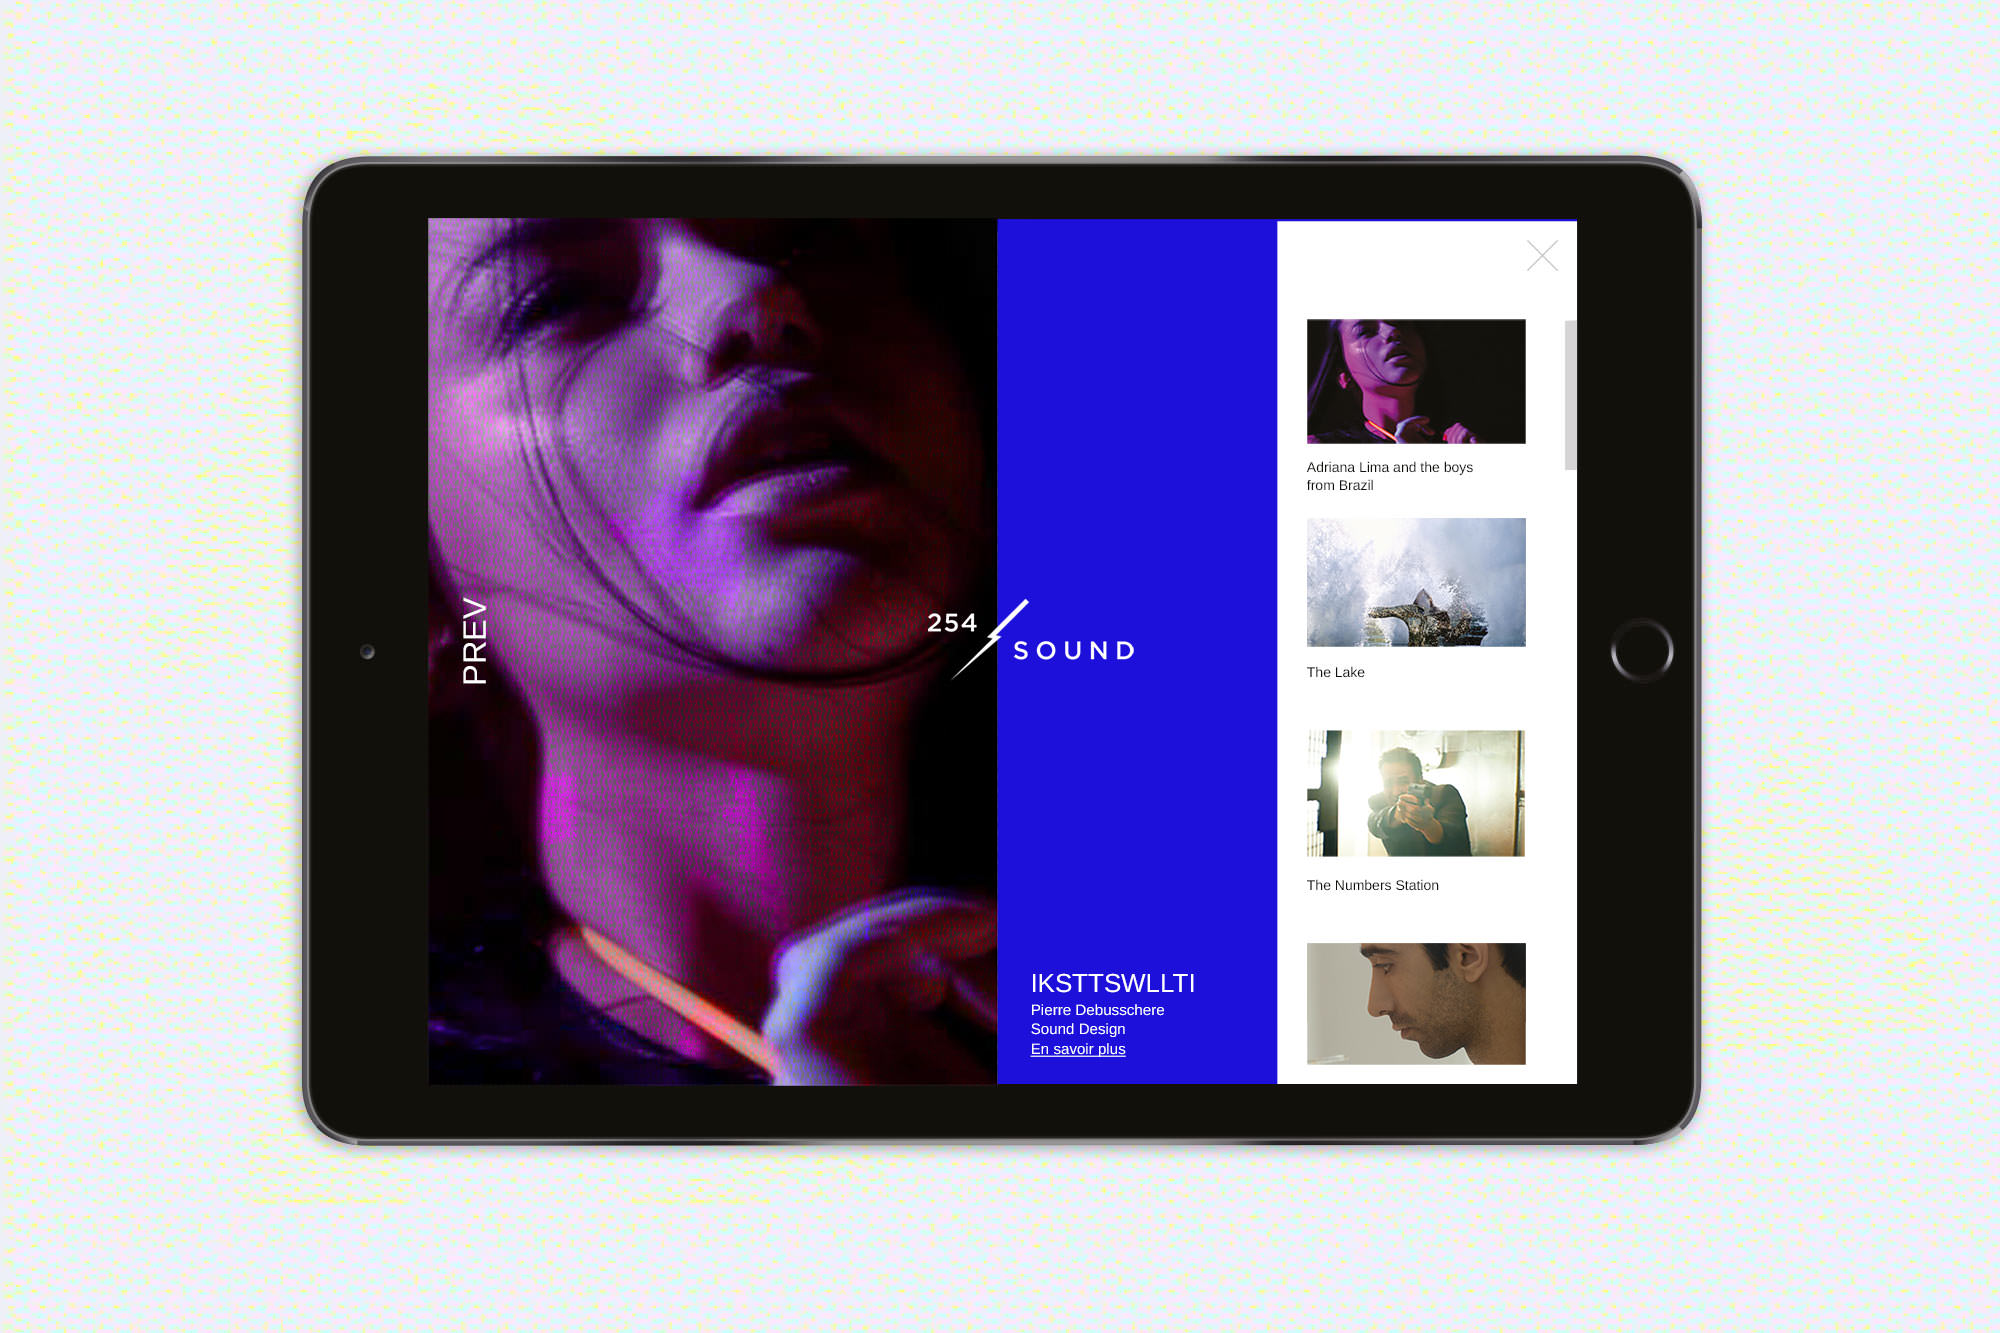 PREV
254
SOUND
IKSTTSWLLTI
Pierre Debusschere
Sound Design
En savoir plus
Adriana Lima and the boys
from Brazil
The Lake
The Numbers Station